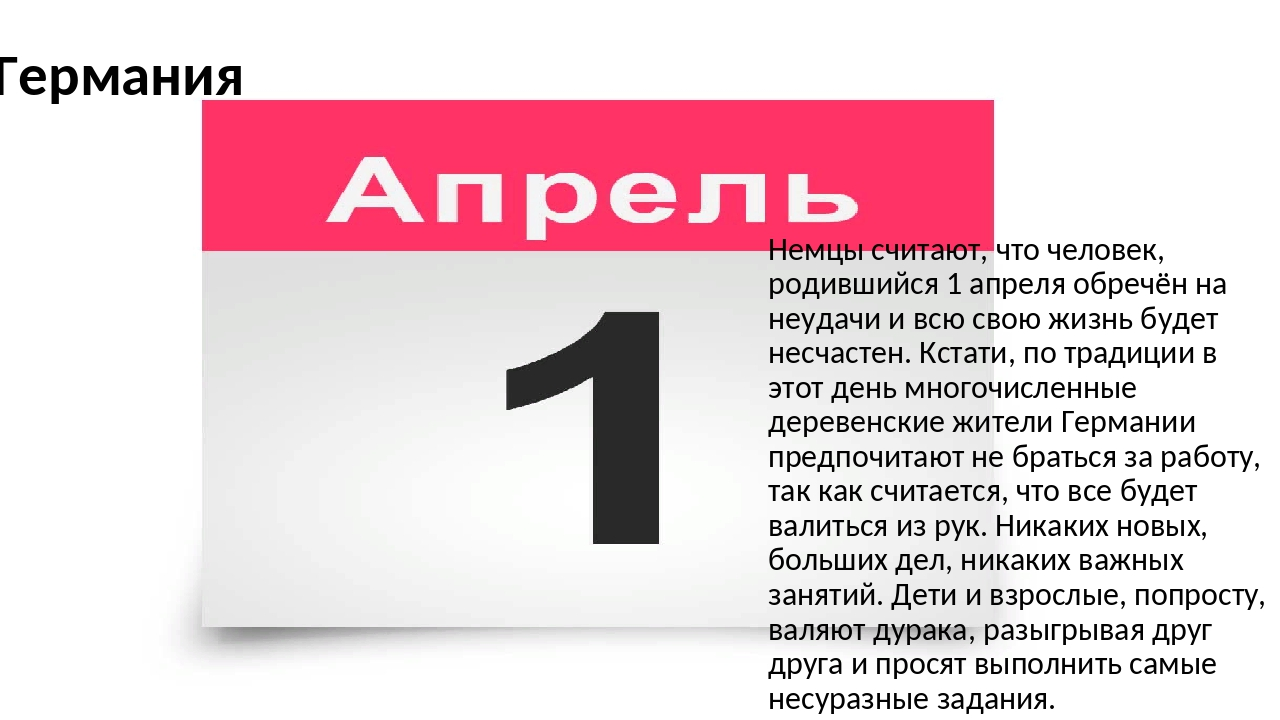 Германия
Апрель
1
Немцы считают, что человек,
родившийся 1 апреля обречён на
неудачи и всю свою жизнь будет
несчастен. Кстати, по традиции в
этот день многочисленные
деревенские жители Германии
предпочитают не браться за работу,
так как считается, что все будет
валиться из рук. Никаких новых,
больших дел, никаких важных
занятий. Дети и взрослые, попросту,
валяют дурака, разыгрывая друг
друга и просят выполнить самые
несуразные задания.